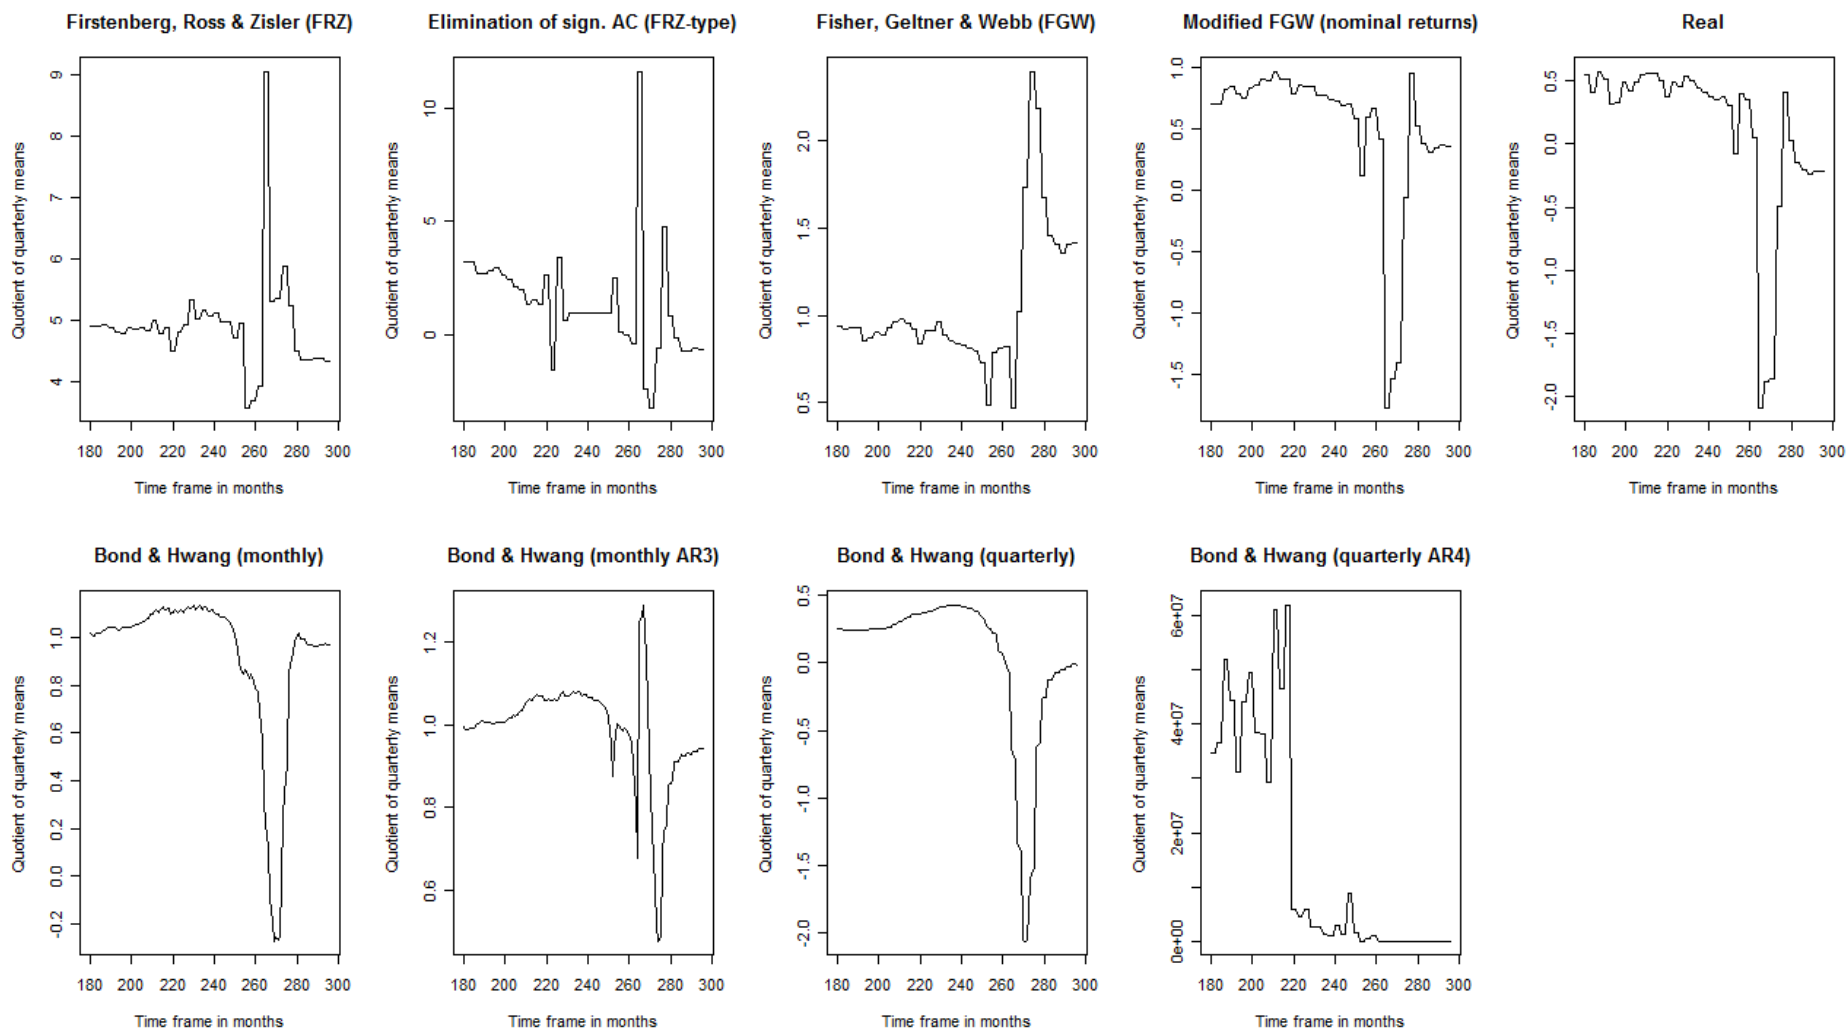 Firstenberg, Ross & Zisler (FRZ)
Quotient of quarterly means
9
8
7
6
5
4
180 200 220 240 260 280 300
Time frame in months
Elimination of sign. AC (FRZ-type)
Quotient of quarterly means
10
5
0
180 200 220 240 260 280 300
Time frame in months
Fisher, Geltner & Webb (FGW)
Quotient of quarterly means
2.0
1.5
1.0
0.5
180 200 220 240 260 280 300
Time frame in months
Modified FGW (nominal returns)
Quotient of quarterly means
1.0
0.5
0.0
-0.5
-1.0
-1.5
180 200 220 240 260 280 300
Time frame in months
Real
Quotient of quarterly means
0.5
0.0
-0.5
-1.0
-1.5
-2.0
180 200 220 240 260 280 300
Time frame in months
Bond & Hwang (monthly)
Quotient of quarterly means
1.0
0.8
0.6
0.4
0.2
0.0
-0.2
180 200 220 240 260 280 300
Time frame in months
Bond & Hwang (monthly AR3)
Quotient of quarterly means
1.2
1.0
0.8
0.6
180 200 220 240 260 280 300
Time frame in months
Bond & Hwang (quarterly)
Quotient of quarterly means
0.5
0.0
-0.5
-1.0
-1.5
-2.0
180 200 220 240 260 280 300
Time frame in months
Bond & Hwang (quarterly AR4)
Quotient of quarterly means
6e+07
4e+07
2e+07
0e+00
180 200 220 240 260 280 300
Time frame in months